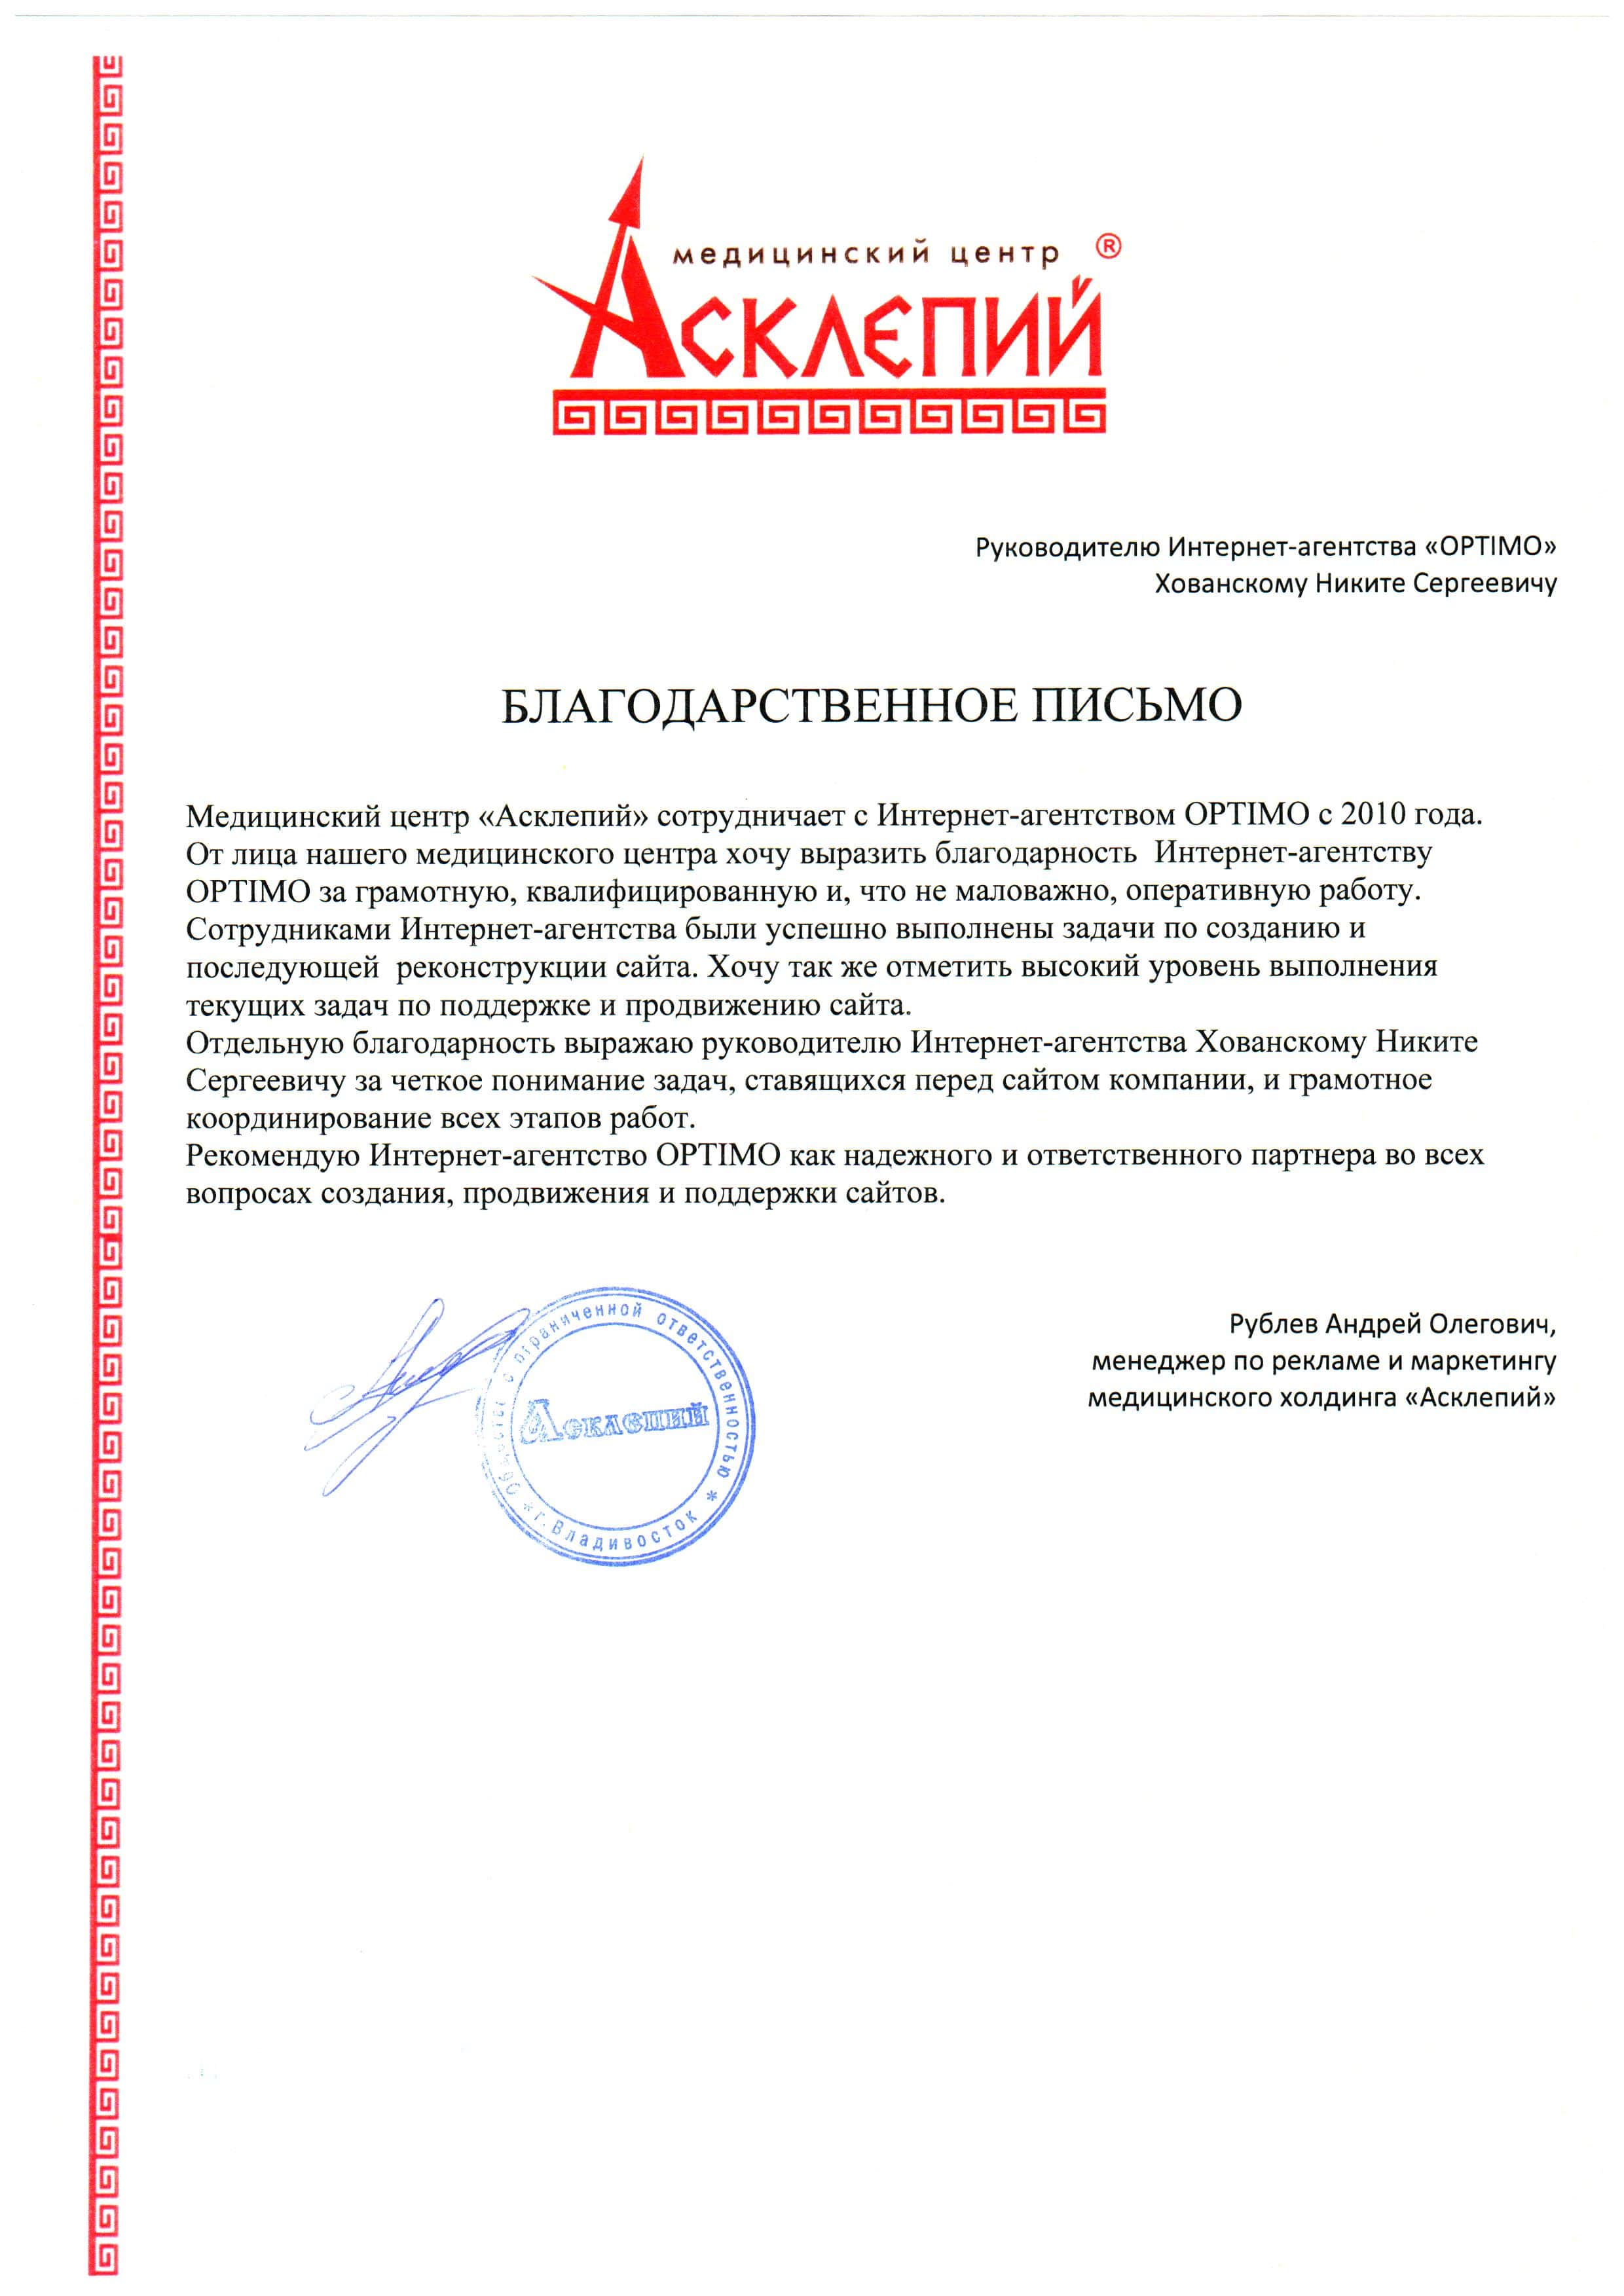 медицинский центр ®
Асклепий
Руководителю Интернет-агентства «OPTIMO»
Хованскому Никите Сергеевичу
БЛАГОДАРСТВЕННОЕ ПИСЬМО
Медицинский центр «Асклепий» сотрудничает с Интернет-агентством OPTIMO с 2010 года.
От лица нашего медицинского центра хочу выразить благодарность  Интернет-агентству
OPTIMO за грамотную, квалифицированную и, что не маловажно, оперативную работу.
Сотрудниками Интернет-агентства были успешно выполнены задачи по созданию и
последующей  реконструкции сайта. Хочу так же отметить высокий уровень выполнения
текущих задач по поддержке и продвижению сайта.
Отдельную благодарность выражаю руководителю Интернет-агентства Хованскому Никите
Сергеевичу за четкое понимание задач, ставящихся перед сайтом компании, и грамотное
координирование всех этапов работ.
Рекомендую Интернет-агентство OPTIMO как надежного и ответственного партнера во всех
вопросах создания, продвижения и поддержки сайтов.
Рублев Андрей Олегович,
менеджер по рекламе и маркетингу
медицинского холдинга «Асклепий»
с ограниченной ответственностью *
Асклепий
* г. Владивосток